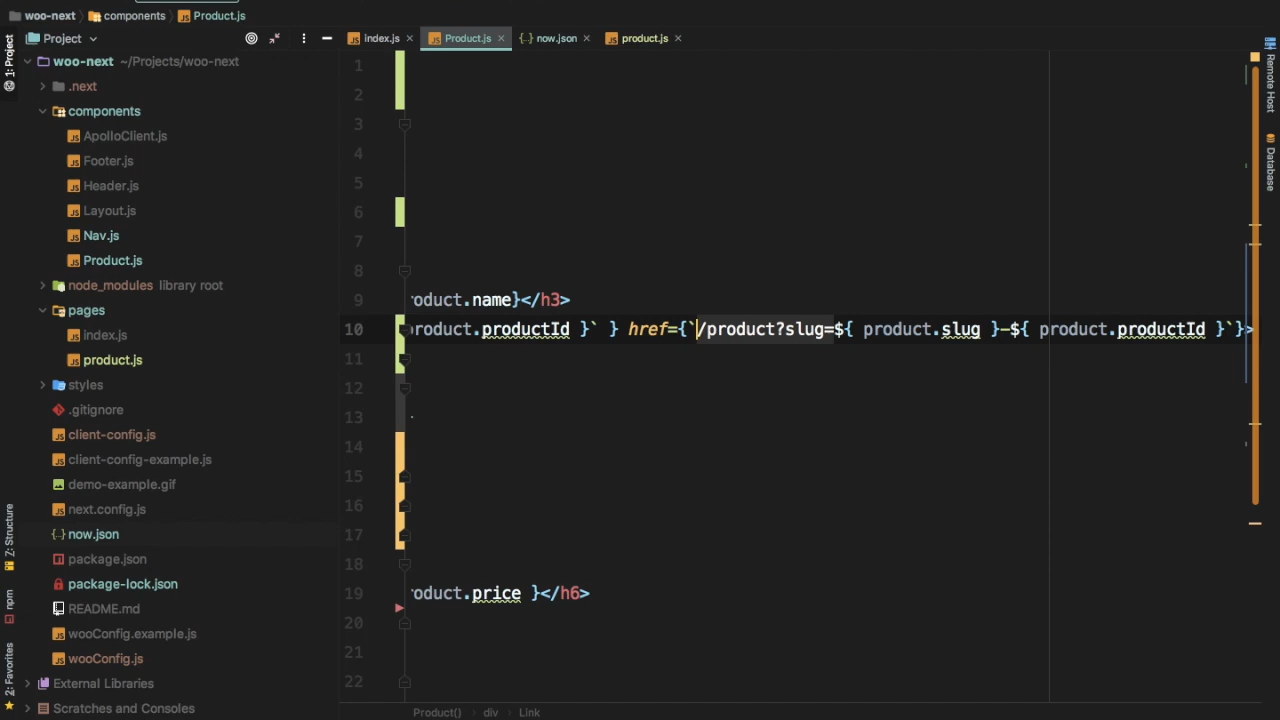 woo-next components Product.js
Project
index.js Product.js now.json product.js
1: Project
woo-next ~/Projects/woo-next
.next
components
ApolloClient.js
Footer.js
Header.js
Layout.js
Nav.js
Product.js
node_modules library root
pages
index.js
product.js
styles
.gitignore
client-config.js
client-config-example.js
demo-example.gif
next.config.js
now.json
package.json
package-lock.json
README.md
wooConfig.example.js
wooConfig.js
External Libraries
Scratches and Consoles
Z: Structure
npm
2: Favorites
1
2
3
4
5
6
7
8
9 roduct.name}</h3>
10 product.productId }` } href={`/product?slug=${ product.slug }-${ product.productId }`}>
11
12
13
14
15
16
17
18
19 roduct.price }</h6>
20
21
22
Product() div Link
Remote Host
Database